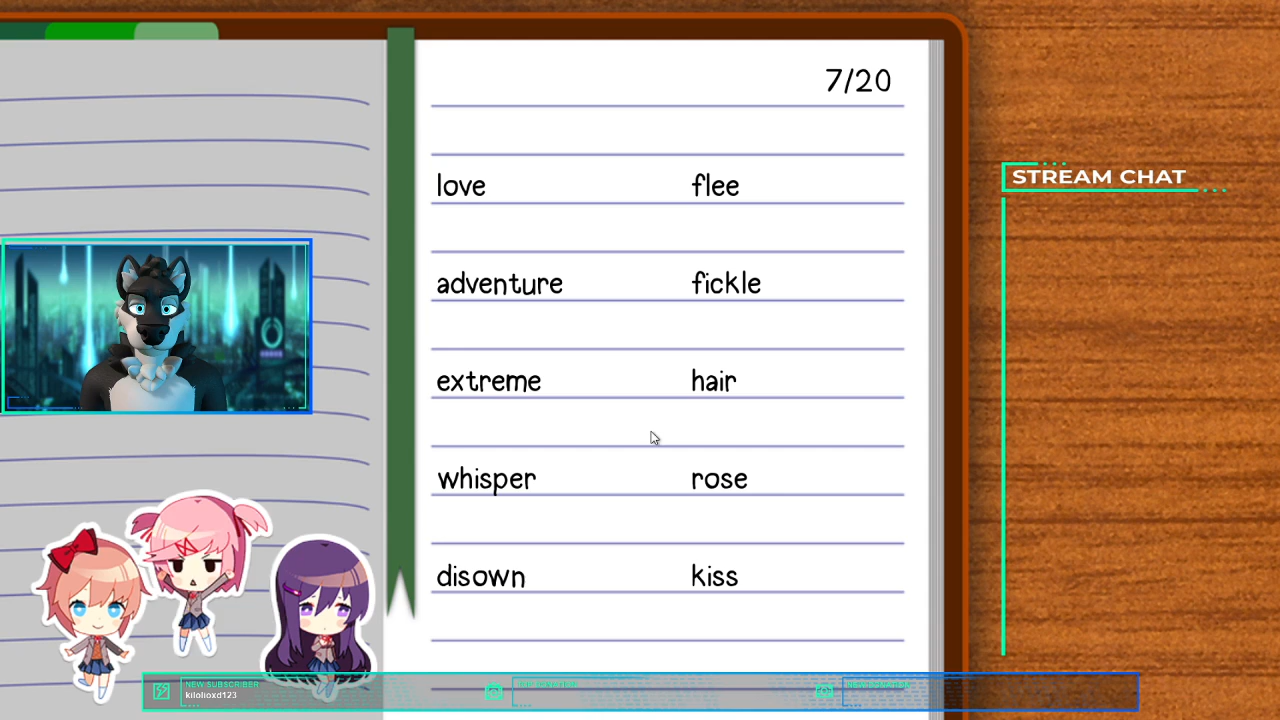 7/20
STREAM CHAT
love flee
adventure fickle
extreme hair
whisper rose
disown kiss
NEW SUBSCRIBER
kilolioxd123